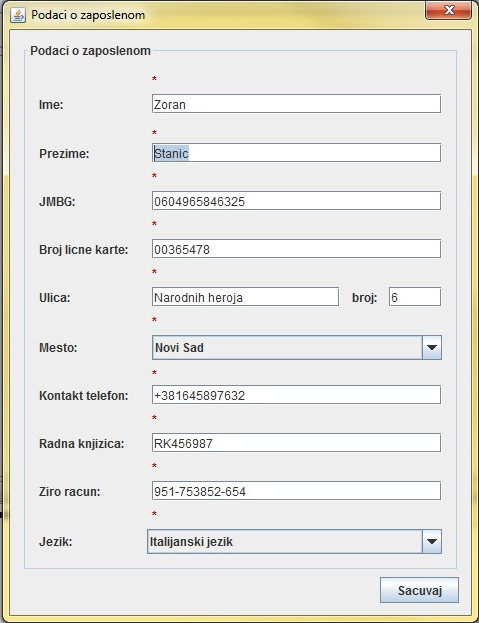 Podaci o zaposlenom
Podaci o zaposlenom
*
Ime: Zoran
*
Prezime: Stanic
*
JMBG: 0604965846325
*
Broj licne karte: 00365478
*
Ulica: Narodnih heroja broj: 6
*
Mesto: Novi Sad
*
Kontakt telefon: +381645897632
*
Radna knjizica: RK456987
*
Ziro racun: 951-753852-654
*
Jezik: Italijanski jezik
Sacuvaj